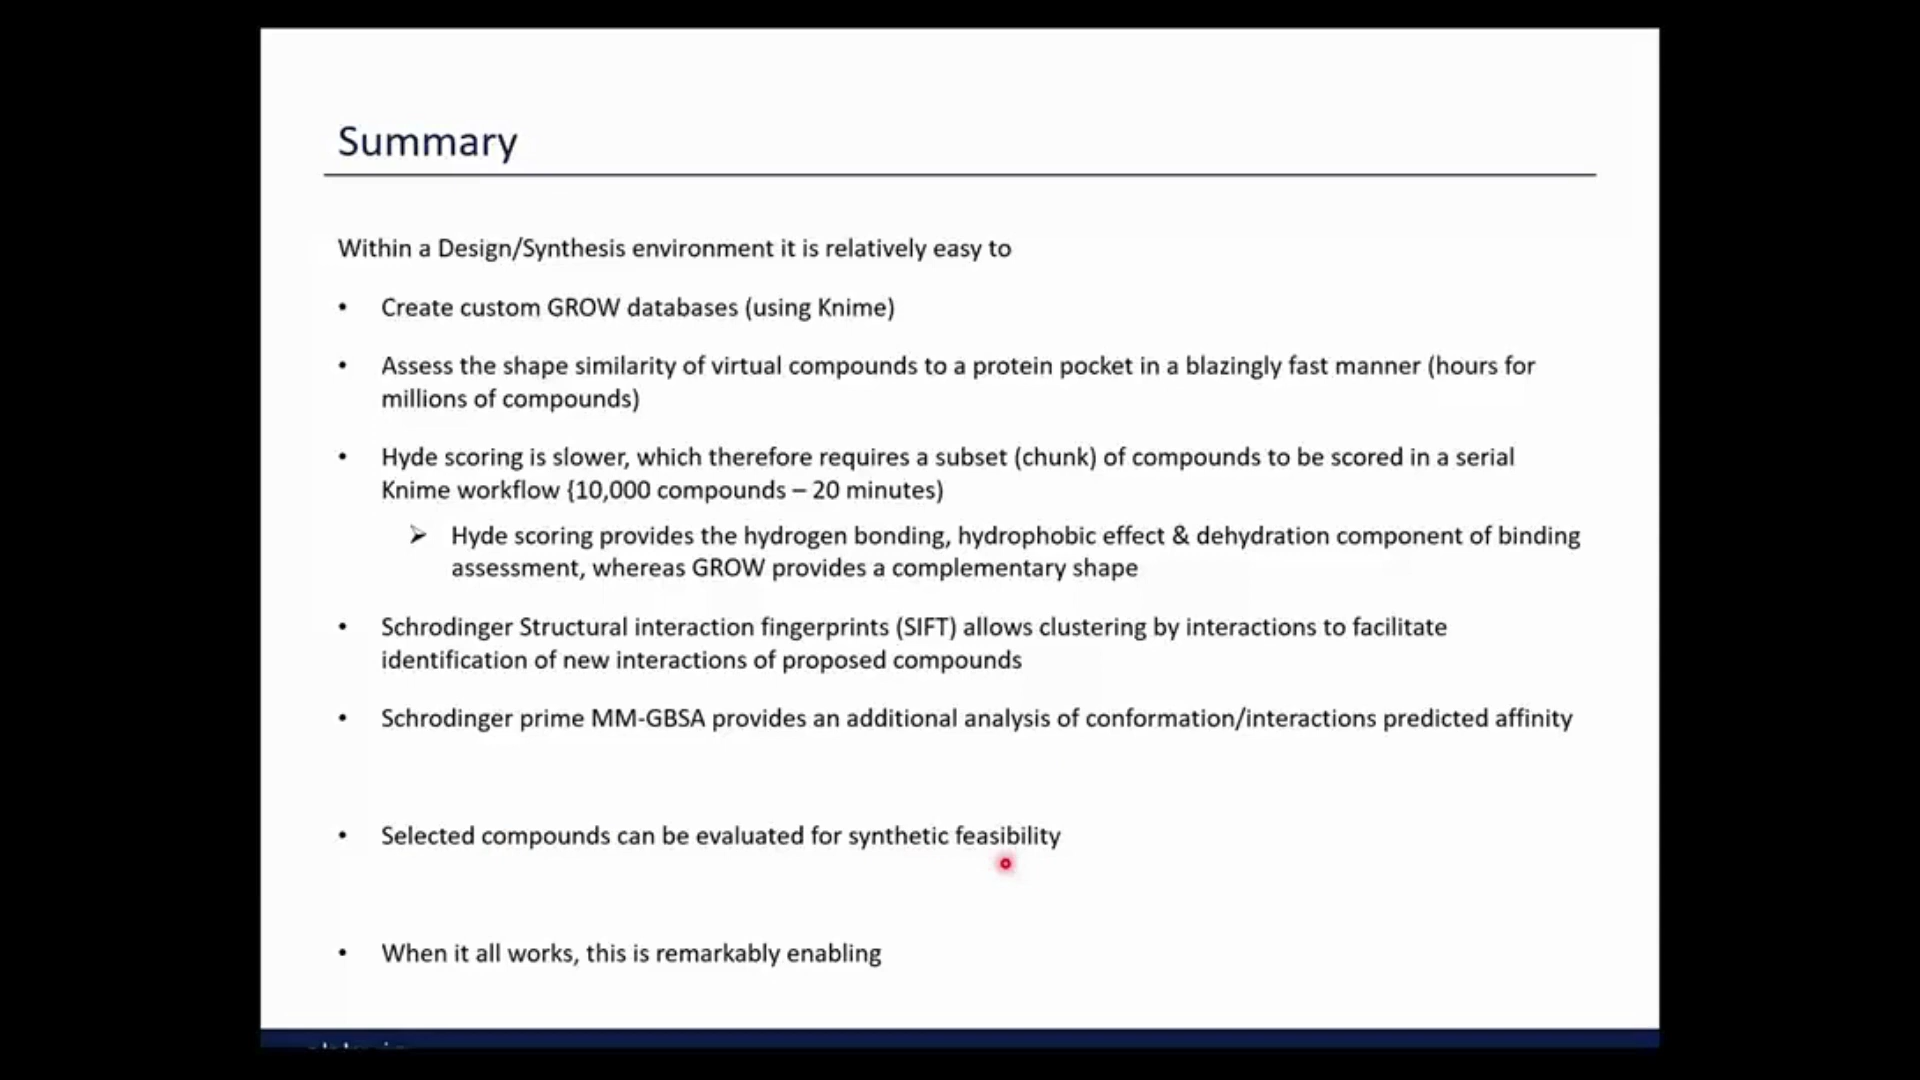 Summary
Within a Design/Synthesis environment it is relatively easy to
• Create custom GROW databases (using Knime)
• Assess the shape similarity of virtual compounds to a protein pocket in a blazingly fast manner (hours for
millions of compounds)
• Hyde scoring is slower, which therefore requires a subset (chunk) of compounds to be scored in a serial
Knime workflow {10,000 compounds – 20 minutes)
➢ Hyde scoring provides the hydrogen bonding, hydrophobic effect & dehydration component of binding
assessment, whereas GROW provides a complementary shape
• Schrodinger Structural interaction fingerprints (SIFT) allows clustering by interactions to facilitate
identification of new interactions of proposed compounds
• Schrodinger prime MM-GBSA provides an additional analysis of conformation/interactions predicted affinity
• Selected compounds can be evaluated for synthetic feasibility
• When it all works, this is remarkably enabling